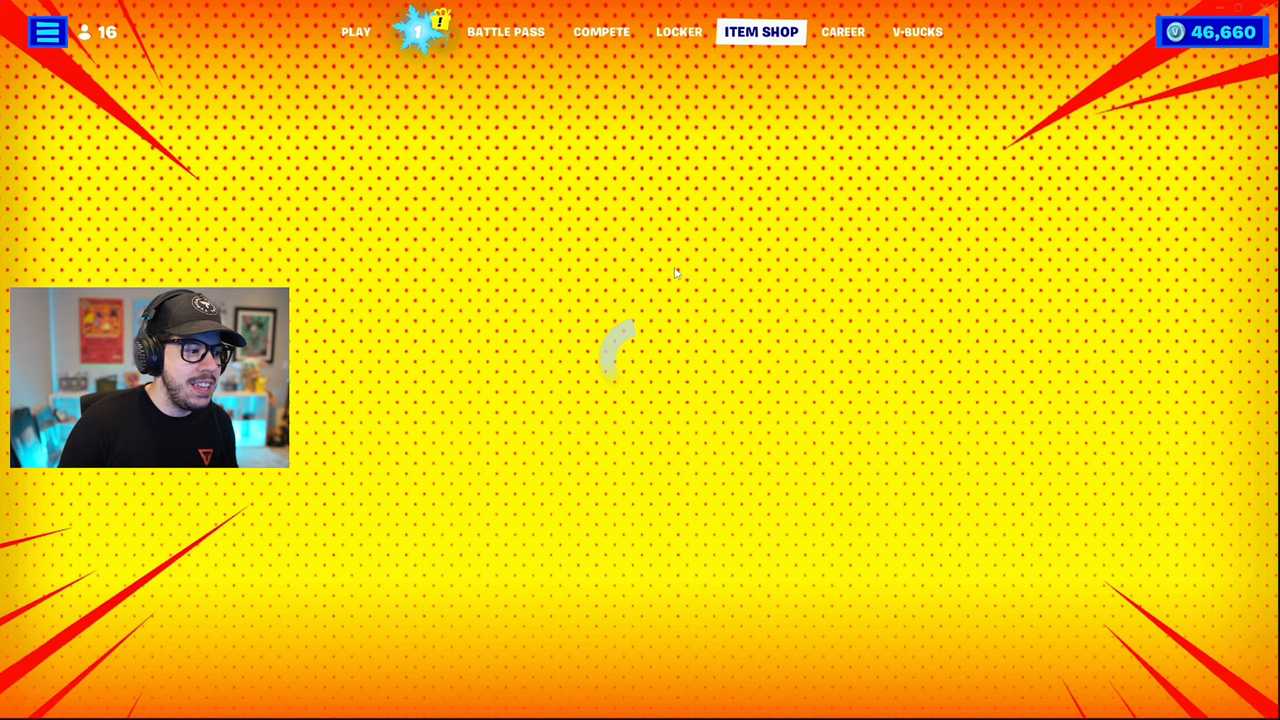 16
PLAY
1
!
BATTLE PASS
COMPETE
LOCKER
ITEM SHOP
CAREER
V-BUCKS
V
46,660